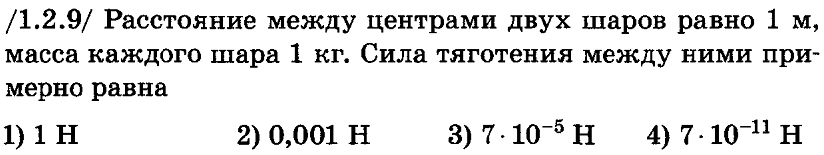 /1.2.9/ Расстояние между центрами двух шаров равно 1 м,
масса каждого шара 1 кг. Сила тяготения между ними при-
мерно равна
1) 1 Н 2) 0,001 Н 3) 7 · 10⁻⁵ Н 4) 7 · 10⁻¹¹ Н